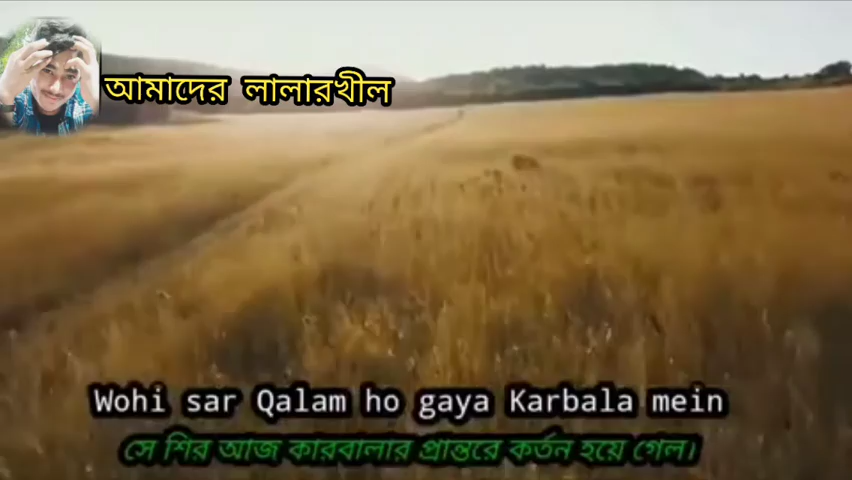 আমাদের লালারখীল
Wohi sar Qalam ho gaya Karbala mein
সে শির আজ কারবালার প্রান্তরে কর্তন হয়ে গেল।